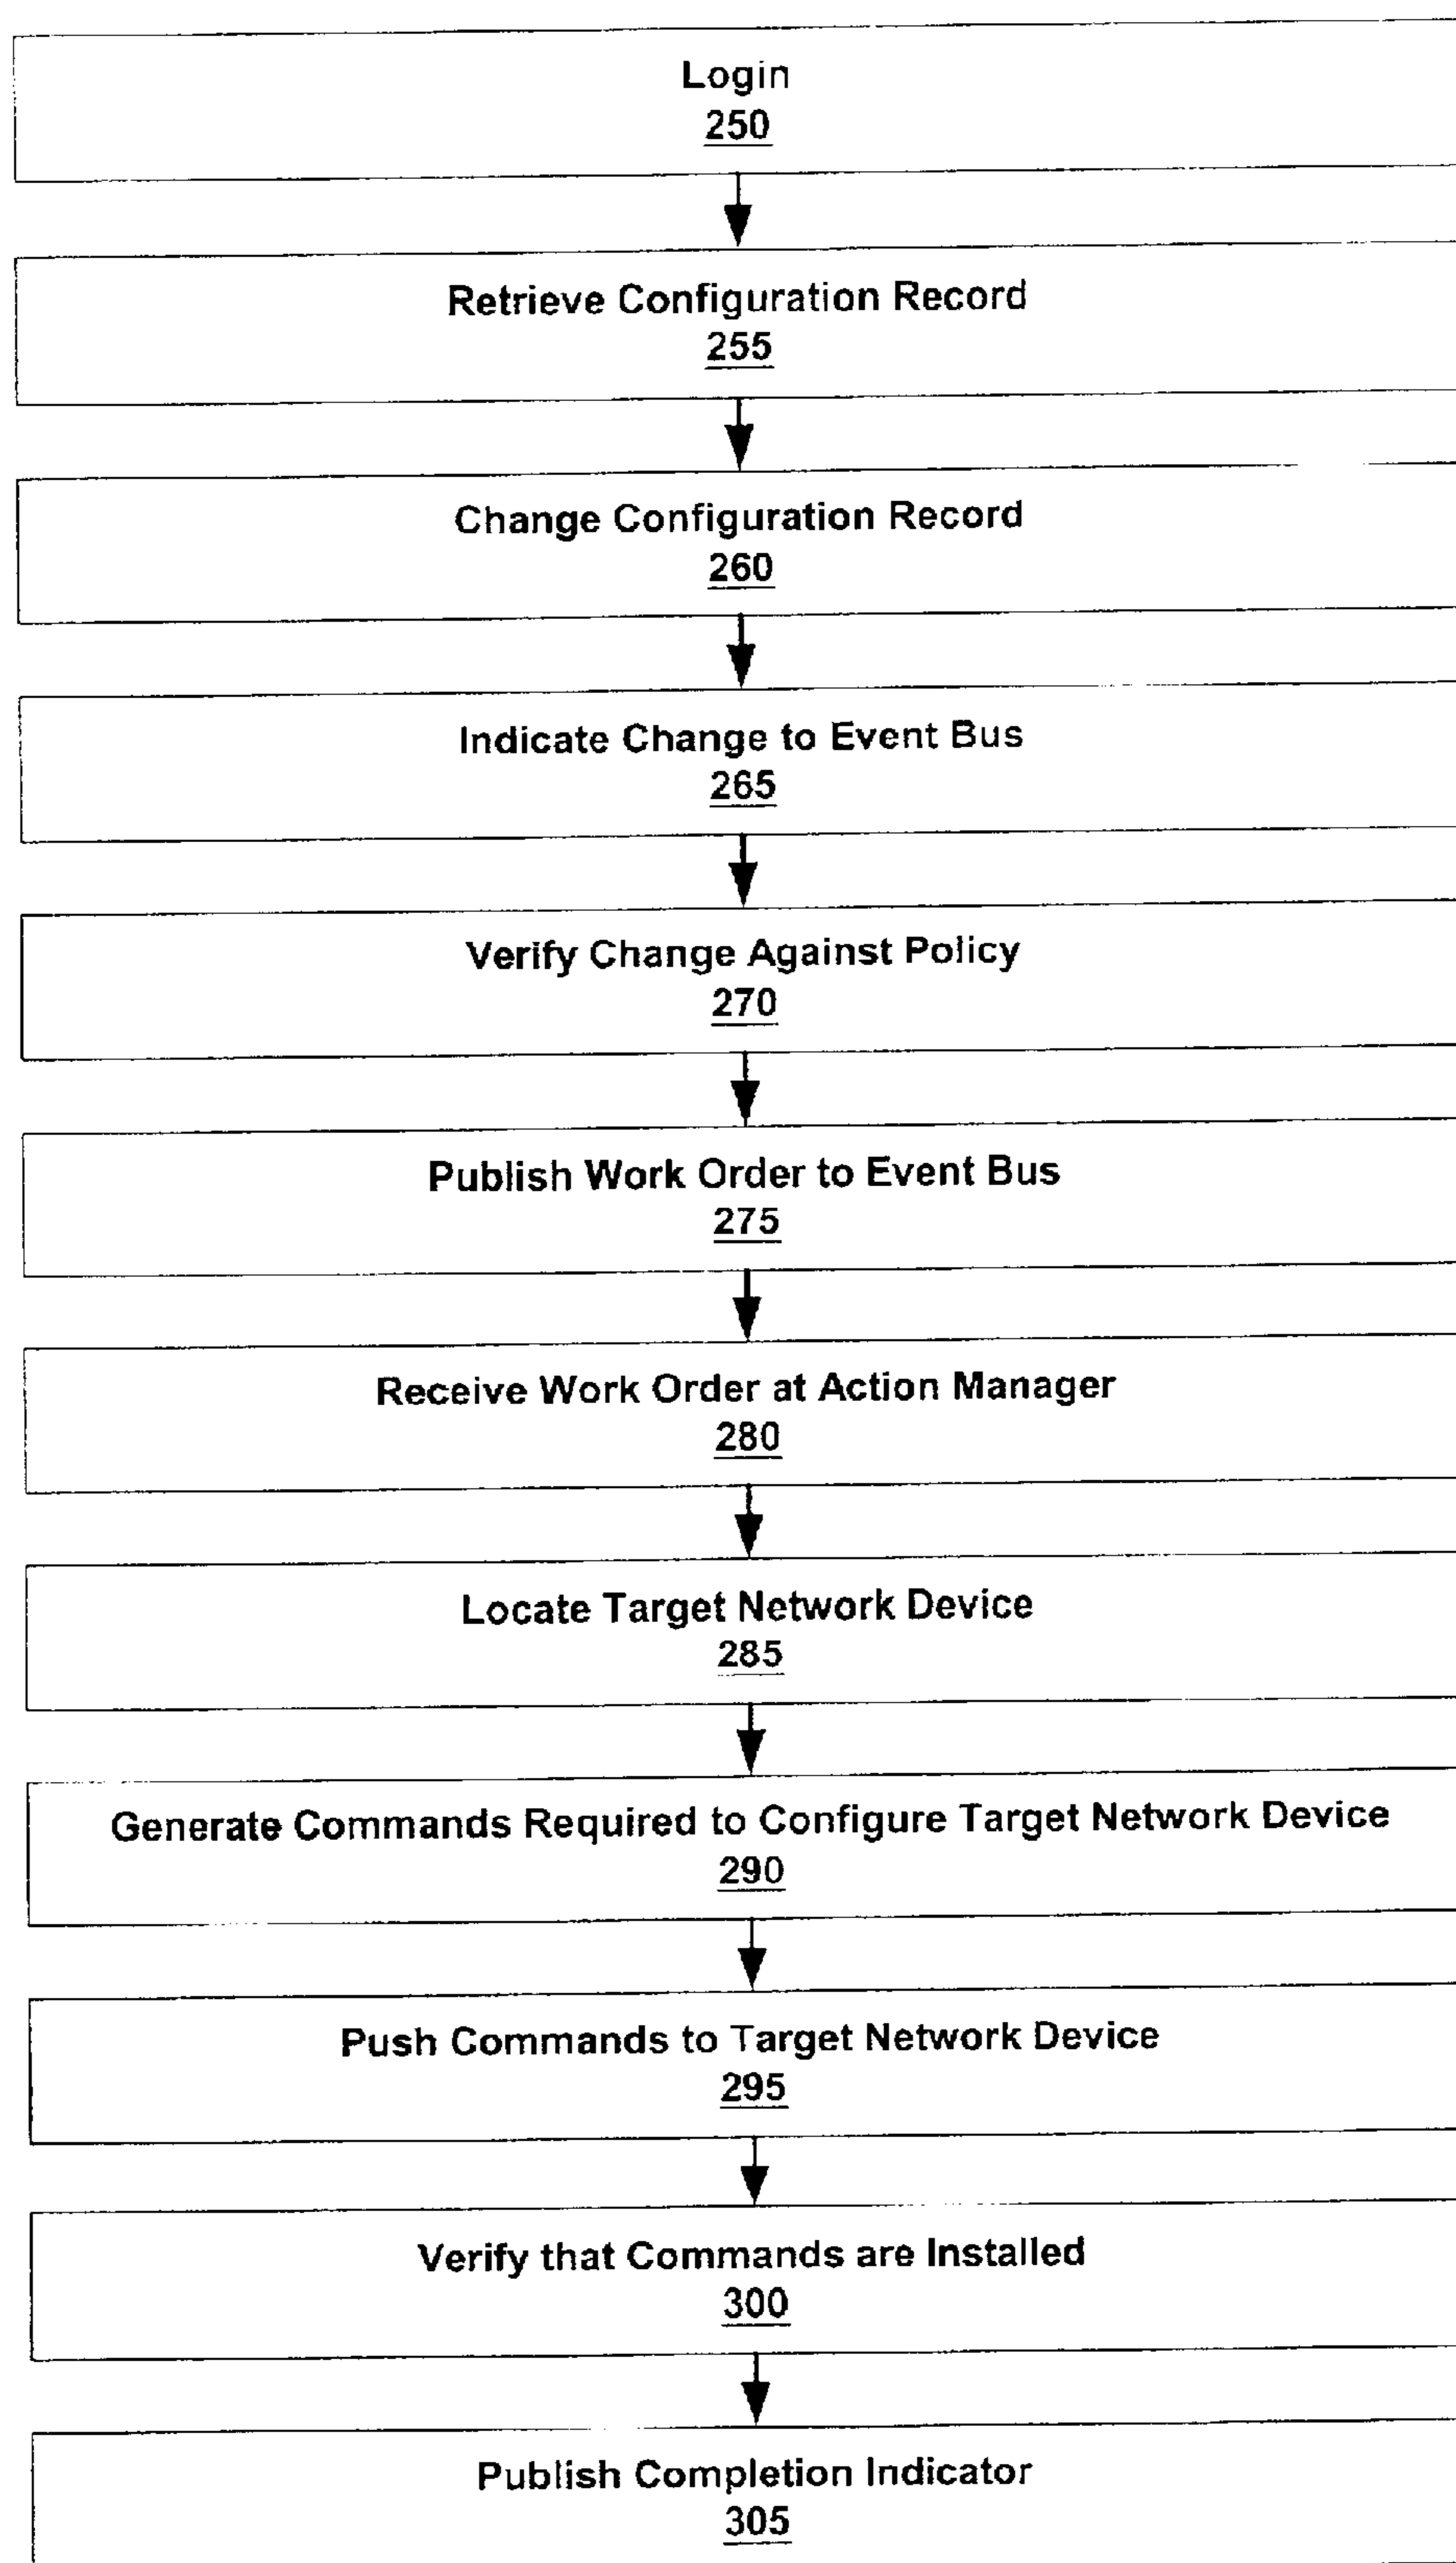 Login
250
Retrieve Configuration Record
255
Change Configuration Record
260
Indicate Change to Event Bus
265
Verify Change Against Policy
270
Publish Work Order to Event Bus
275
Receive Work Order at Action Manager
280
Locate Target Network Device
285
Generate Commands Required to Configure Target Network Device
290
Push Commands to Target Network Device
295
Verify that Commands are Installed
300
Publish Completion Indicator
305